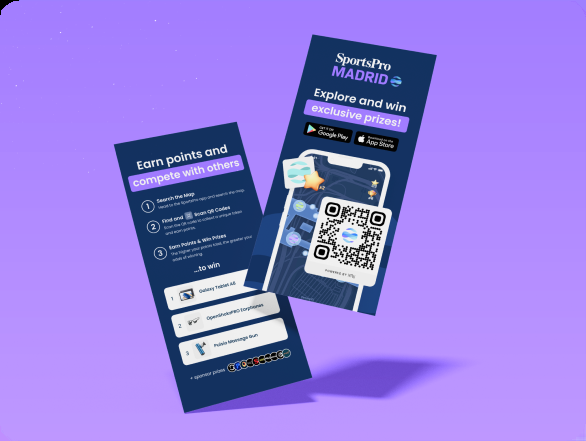 SportsPro
MADRID
Explore and win
exclusive prizes!
GET IT ON
Google Play
Download on the
App Store
POWERED BY
Earn points and
compete with others
1
Search the Map
Head to the SportsPro app and search the map.
2
Find and Scan QR Codes
Scan the QR code to collect a unique token
and earn points.
3
Earn Points & Win Prizes
The higher your points total, the greater your
odds of winning.
...to win
1
Galaxy Tablet A8
2
OpenShokz PRO Earphones
3
Massage Gun
+ sponsor prizes